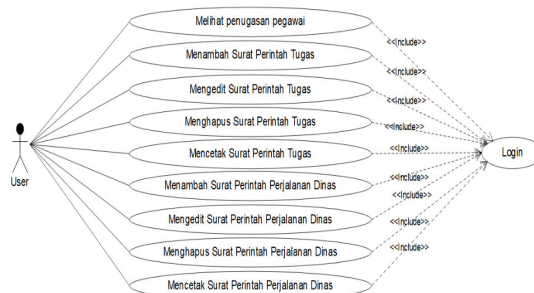 Melihat penugasan pegawai
<<Include>>
Menambah Surat Perintah Tugas
<<Include>>
Mengedit Surat Perintah Tugas
<<Include>>
Menghapus Surat Perintah Tugas
<<Include>>
Mencetak Surat Perintah Tugas
<<Include>>
Login
User
Menambah Surat Perintah Perjalanan Dinas
<<Include>>
<<Include>>
Mengedit Surat Perintah Perjalanan Dinas
<<Include>>
Menghapus Surat Perintah Perjalanan Dinas
<<Include>>
Mencetak Surat Perintah Perjalanan Dinas